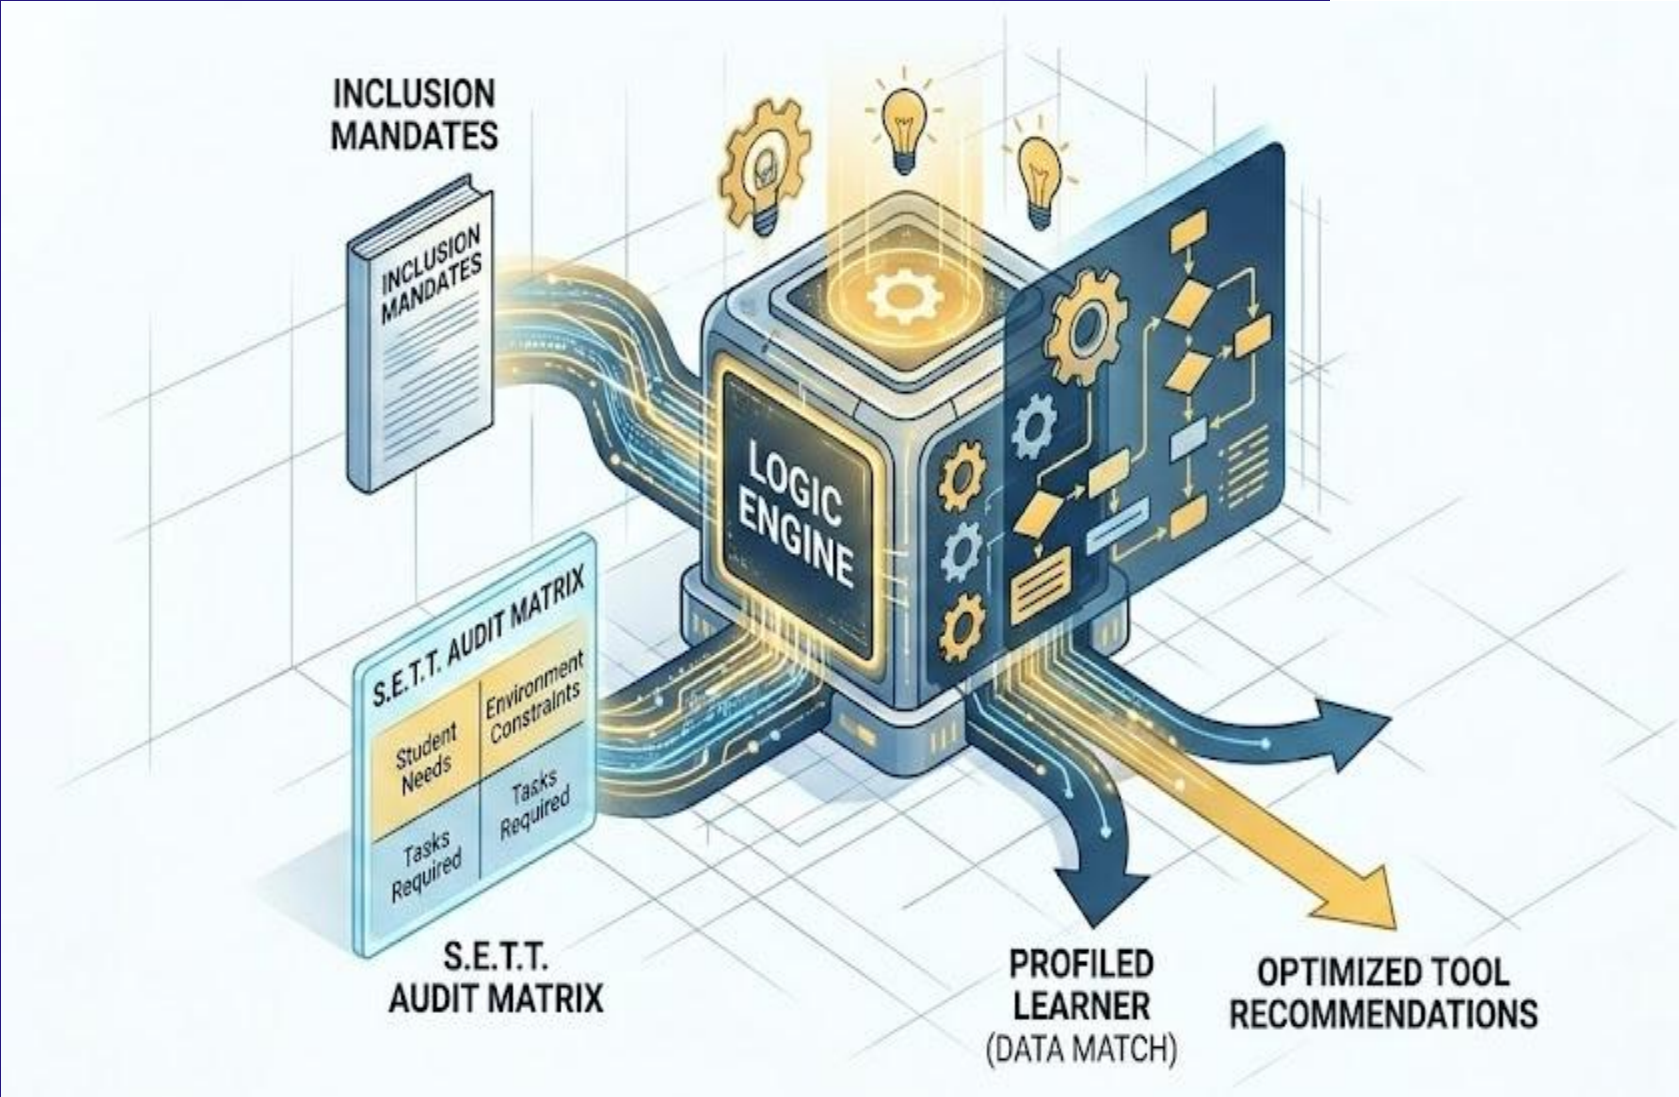 INCLUSION
MANDATES
INCLUSION
MANDATES
LOGIC
ENGINE
S.E.T.T. AUDIT MATRIX
Student
Needs
Environment
Constraints
Tasks
Required
Tasks
Required
S.E.T.T.
AUDIT MATRIX
PROFILED
LEARNER
(DATA MATCH)
OPTIMIZED TOOL
RECOMMENDATIONS